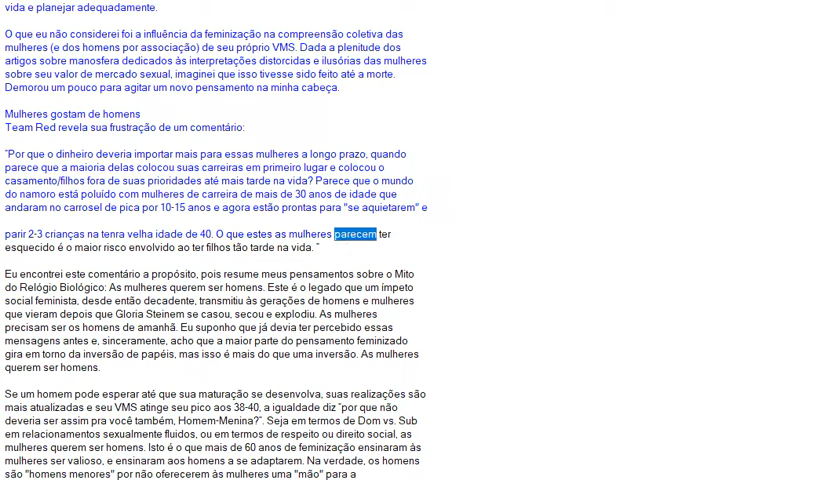 vida e planejar adequadamente.
O que eu não considerei foi a influência da feminização na compreensão coletiva das
mulheres (e dos homens por associação) de seu próprio VMS. Dada a plenitude dos
artigos sobre manosfera dedicados às interpretações distorcidas e ilusórias das mulheres
sobre seu valor de mercado sexual, imaginei que isso tivesse sido feito até a morte.
Demorou um pouco para agitar um novo pensamento na minha cabeça.
Mulheres gostam de homens
Team Red revela sua frustração de um comentário:
"Por que o dinheiro deveria importar mais para essas mulheres a longo prazo, quando
parece que a maioria delas colocou suas carreiras em primeiro lugar e colocou o
casamento/filhos fora de suas prioridades até mais tarde na vida? Parece que o mundo
do namoro está poluído com mulheres de carreira de mais de 30 anos de idade que
andaram no carrosel de pica por 10-15 anos e agora estão prontas para "se aquietarem" e
parir 2-3 crianças na tenra velha idade de 40. O que estes as mulheres parecem ter
esquecido é o maior risco envolvido ao ter filhos tão tarde na vida. "
Eu encontrei este comentário a propósito, pois resume meus pensamentos sobre o Mito
do Relógio Biológico: As mulheres querem ser homens. Este é o legado que um ímpeto
social feminista, desde então decadente, transmitiu às gerações de homens e mulheres
que vieram depois que Gloria Steinem se casou, secou e explodiu. As mulheres
precisam ser os homens de amanhã. Eu suponho que já devia ter percebido essas
mensagens antes e, sinceramente, acho que a maior parte do pensamento feminizado
gira em torno da inversão de papéis, mas isso é mais do que uma inversão. As mulheres
querem ser homens.
Se um homem pode esperar até que sua maturação se desenvolva, suas realizações são
mais atualizadas e seu VMS atinge seu pico aos 38-40, a igualdade diz "por que não
deveria ser assim pra você também, Homem-Menina?". Seja em termos de Dom vs. Sub
em relacionamentos sexualmente fluidos, ou em termos de respeito ou direito social, as
mulheres querem ser homens. Isto é o que mais de 60 anos de feminização ensinaram às
mulheres ser valioso, e ensinaram aos homens a se adaptarem. Na verdade, os homens
são "homens menores" por não oferecerem às mulheres uma "mão" para a